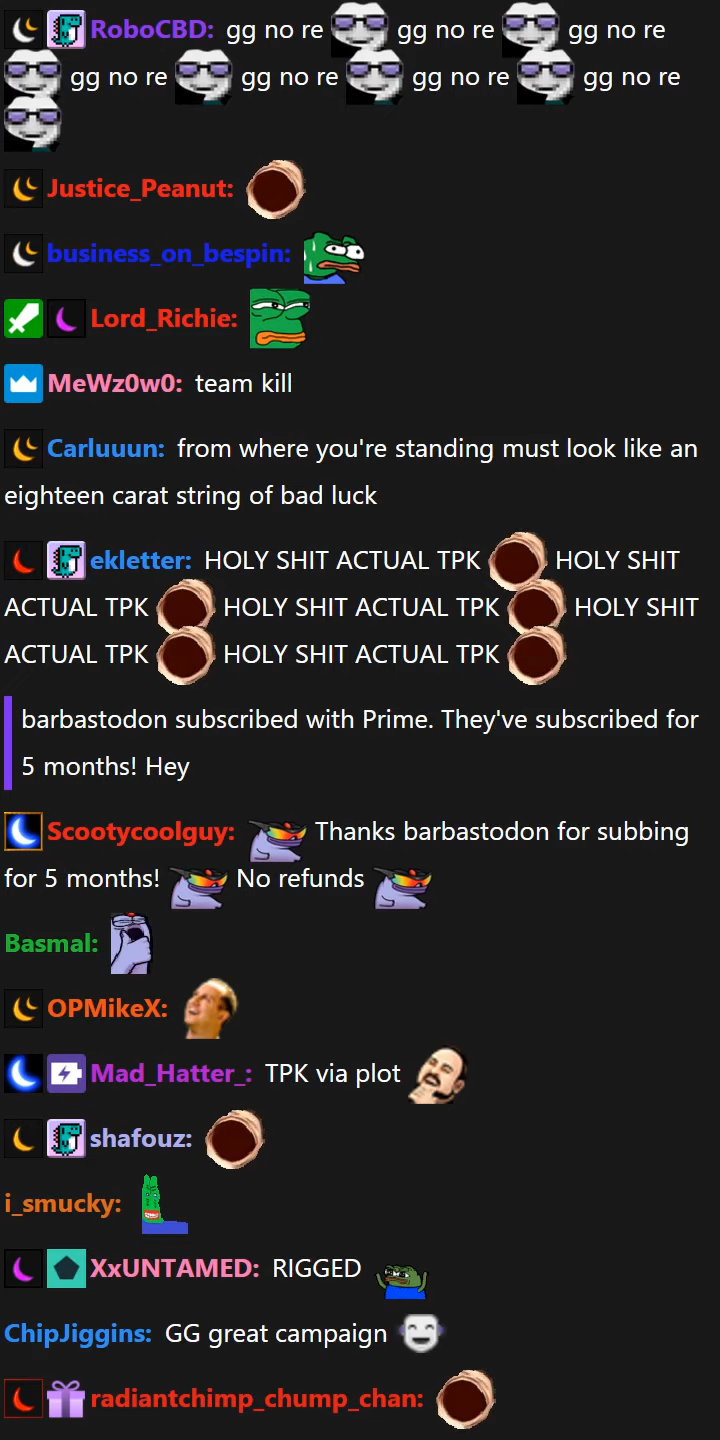 RoboCBD: gg no re gg no re gg no re
gg no re gg no re gg no re gg no re
Justice_Peanut:
business_on_bespin:
Lord_Richie:
MeWz0w0: team kill
Carluuun: from where you're standing must look like an
eighteen carat string of bad luck
ekletter: HOLY SHIT ACTUAL TPK HOLY SHIT
ACTUAL TPK HOLY SHIT ACTUAL TPK HOLY SHIT
ACTUAL TPK HOLY SHIT ACTUAL TPK
barbastodon subscribed with Prime. They've subscribed for
5 months! Hey
Scootycoolguy: Thanks barbastodon for subbing
for 5 months! No refunds
Basmal:
OPMikeX:
Mad_Hatter_: TPK via plot
shafouz:
i_smucky:
XxUNTAMED: RIGGED
ChipJiggins: GG great campaign
radiantchimp_chump_chan: